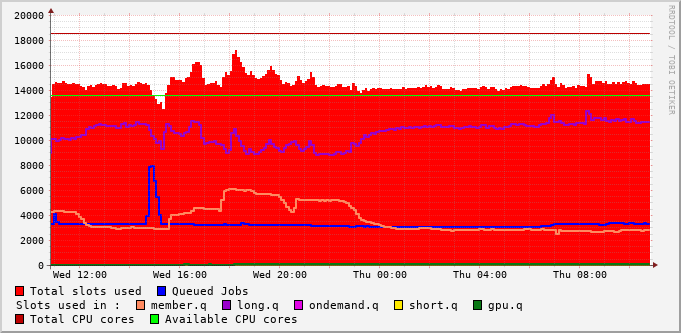 20000
18000
16000
14000
12000
10000
8000
6000
4000
2000
0
Wed 12:00 Wed 16:00 Wed 20:00 Thu 00:00 Thu 04:00 Thu 08:00
Total slots used Queued Jobs
Slots used in : member.q long.q ondemand.q short.q gpu.q
Total CPU cores Available CPU cores
RRDTOOL / TOBI OETIKER